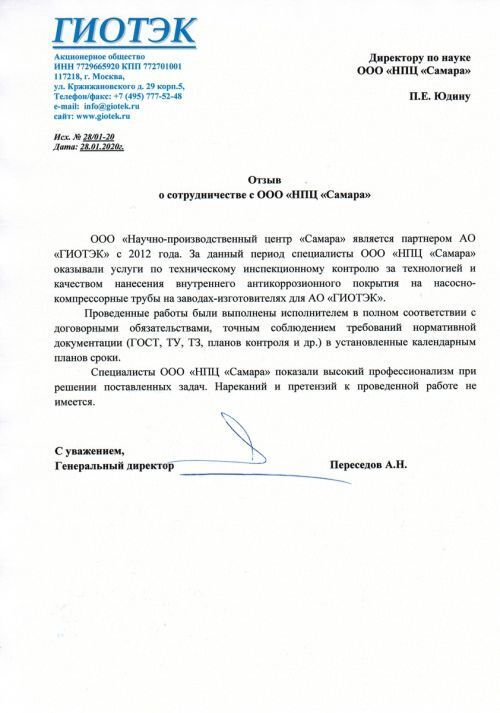 ГИОТЭК
Акционерное общество
ИНН 7729665920 КПП 772701001
117218, г. Москва,
ул. Кржижановского д. 29 корп.5,
Телефон/факс: +7 (495) 777-52-48
e-mail: info@giotek.ru
сайт: www.giotek.ru
Директору по науке
ООО «НПЦ «Самара»
П.Е. Юдину
Исх. № 28/01-20
Дата: 28.01.2020г.
Отзыв
о сотрудничестве с ООО «НПЦ «Самара»
ООО «Научно-производственный центр «Самара» является партнером АО
«ГИОТЭК» с 2012 года. За данный период специалисты ООО «НПЦ «Самара»
оказывали услуги по техническому инспекционному контролю за технологией и
качеством нанесения внутреннего антикоррозионного покрытия на насосно-
компрессорные трубы на заводах-изготовителях для АО «ГИОТЭК».
Проведенные работы были выполнены исполнителем в полном соответствии с
договорными обязательствами, точным соблюдением требований нормативной
документации (ГОСТ, ТУ, ТЗ, планов контроля и др.) в установленные календарным
планов сроки.
Специалисты ООО «НПЦ «Самара» показали высокий профессионализм при
решении поставленных задач. Нареканий и претензий к проведенной работе не
имеется.
С уважением,
Генеральный директор
Переседов А.Н.